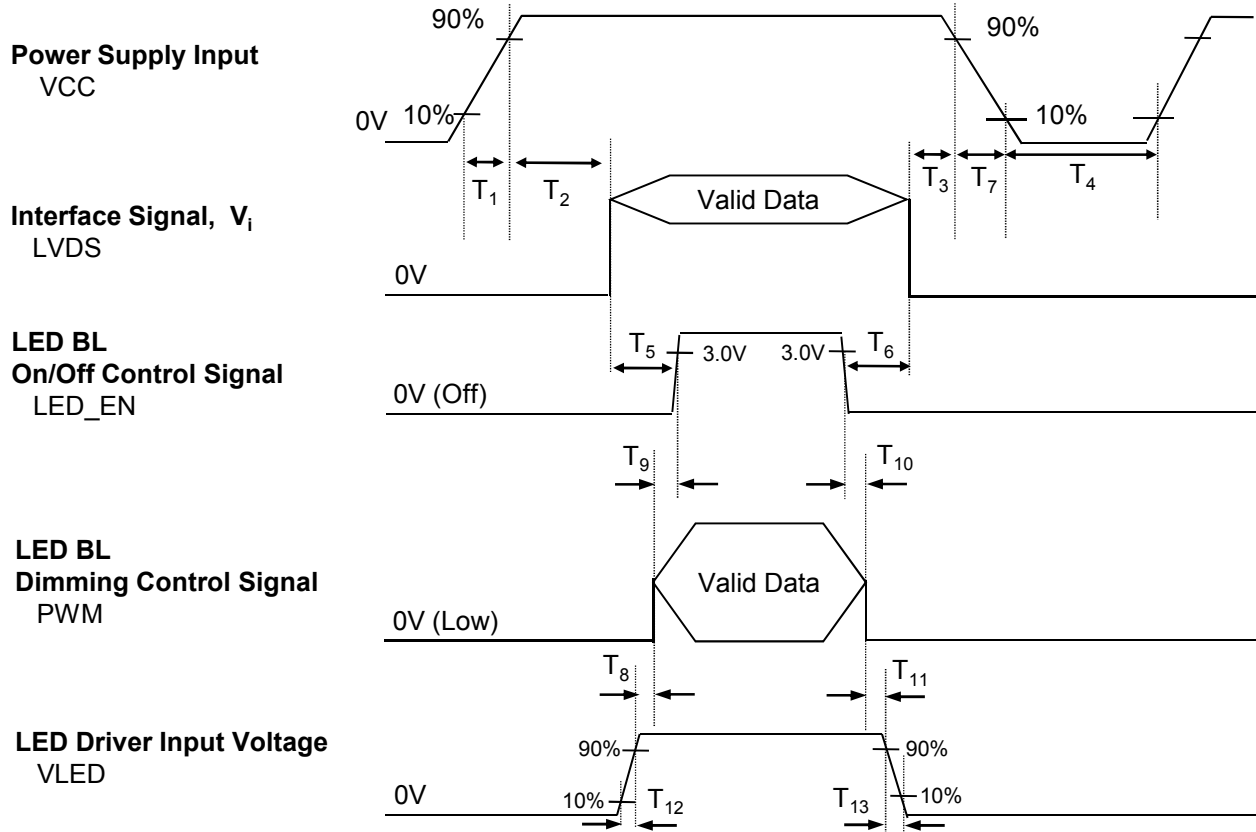 90%
90%
Power Supply Input
VCC
0V
10%
10%
T1
T2
T3
T7
T4
Valid Data
Interface Signal, Vi
LVDS
0V
LED BL
On/Off Control Signal
LED_EN
T5
3.0V
3.0V
T6
0V (Off)
T9
T10
LED BL
Dimming Control Signal
PWM
Valid Data
0V (Low)
T8
T11
LED Driver Input Voltage
VLED
90%
90%
0V
10%
T12
T13
10%